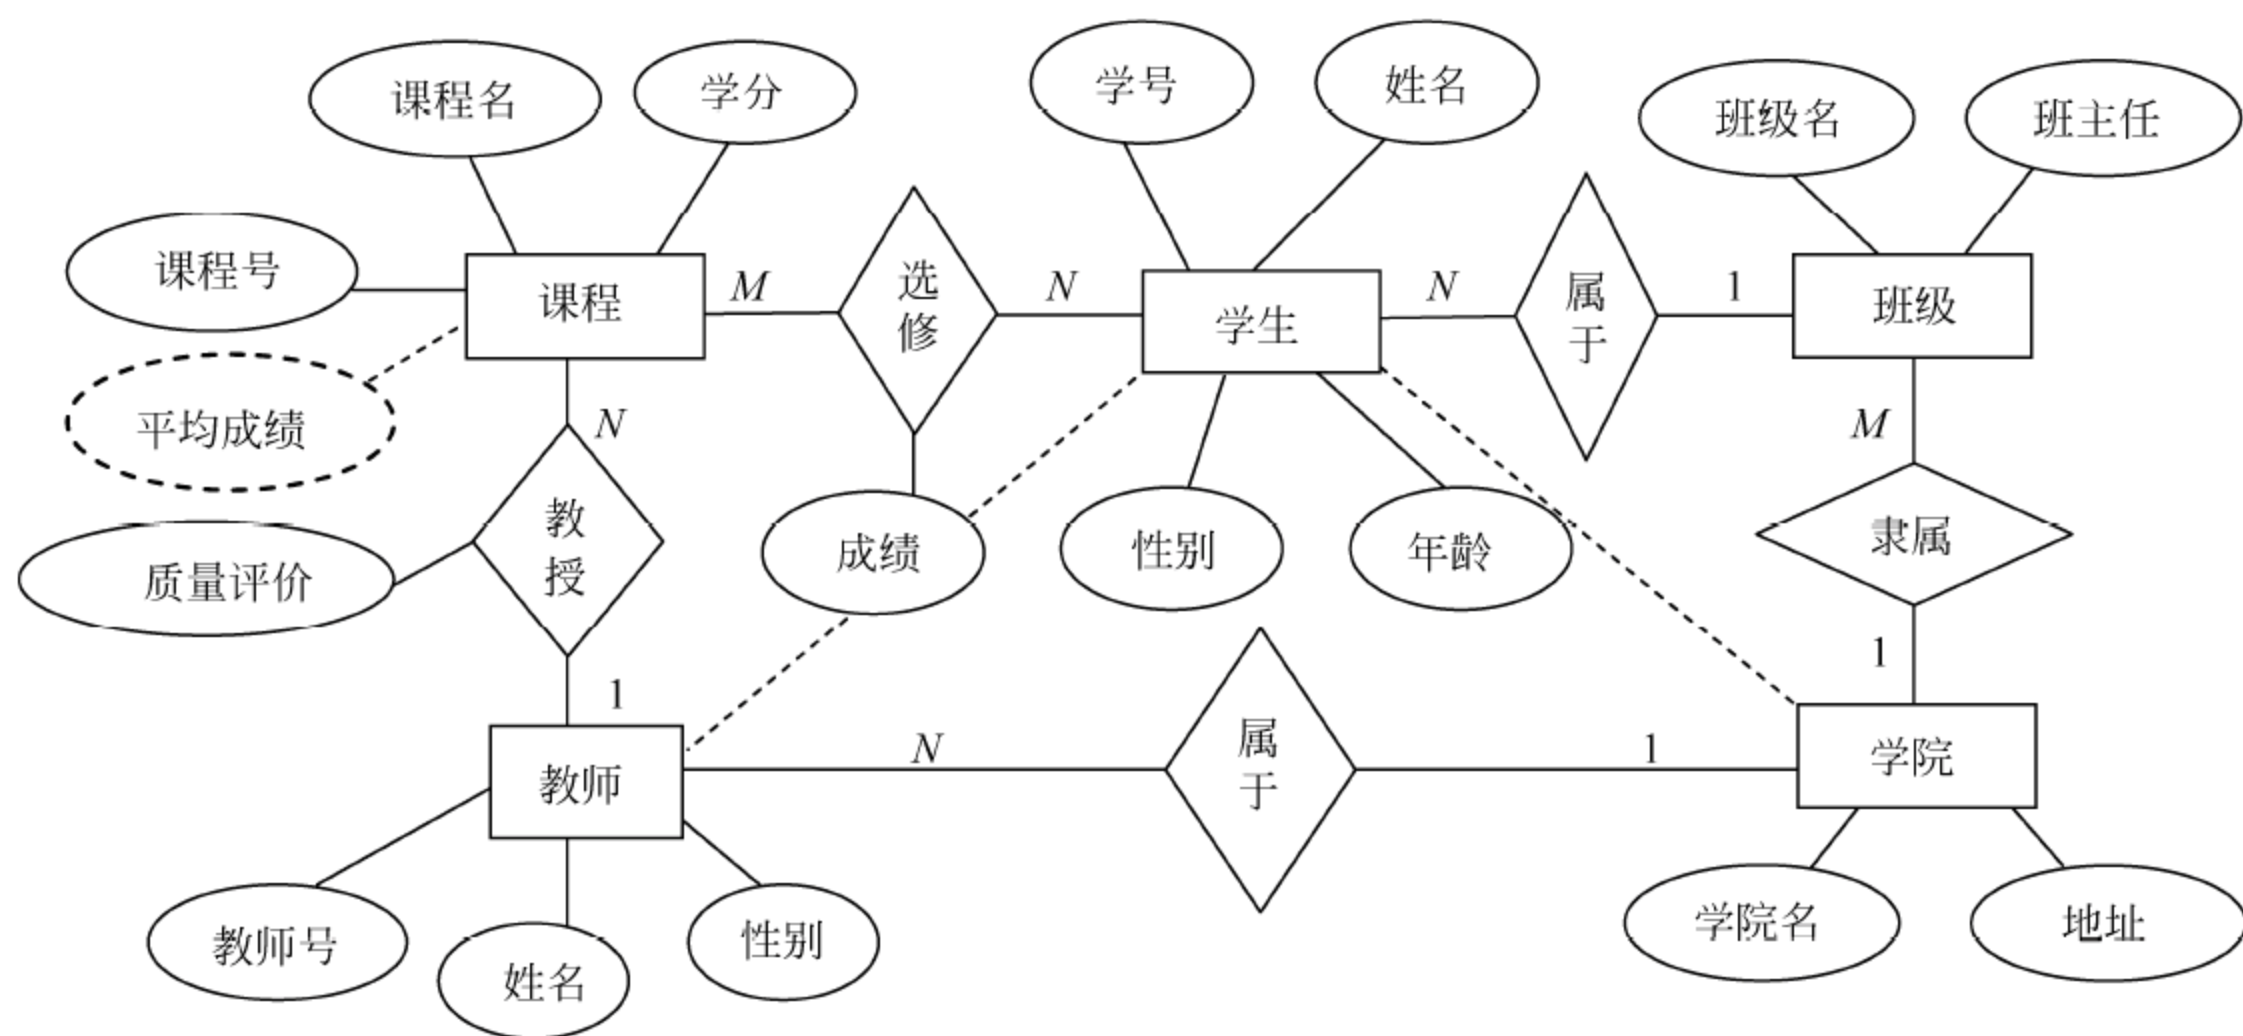 课程名
学分
学号
姓名
班级名
班主任
课程号
课程
M
选
修
N
学生
N
属
于
1
班级
平均成绩
N
M
质量评价
教
授
成绩
性别
年龄
隶属
1
1
教师
N
属
于
1
学院
教师号
姓名
性别
学院名
地址